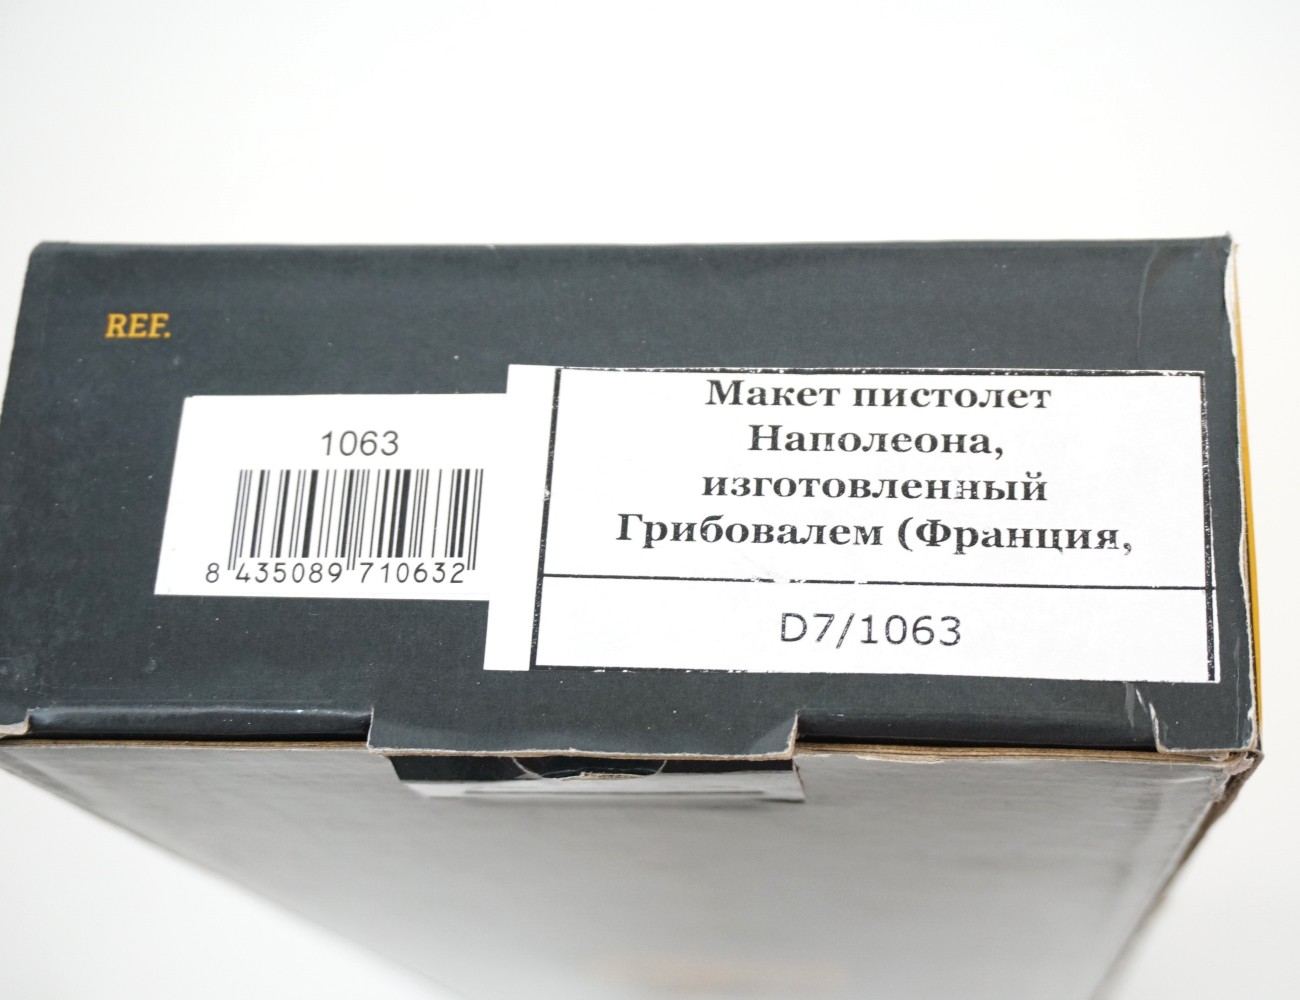 REF.
1063
8 435089 710632
Макет пистолет
Наполеона,
изготовленный
Грибовалем (Франция,
D7/1063